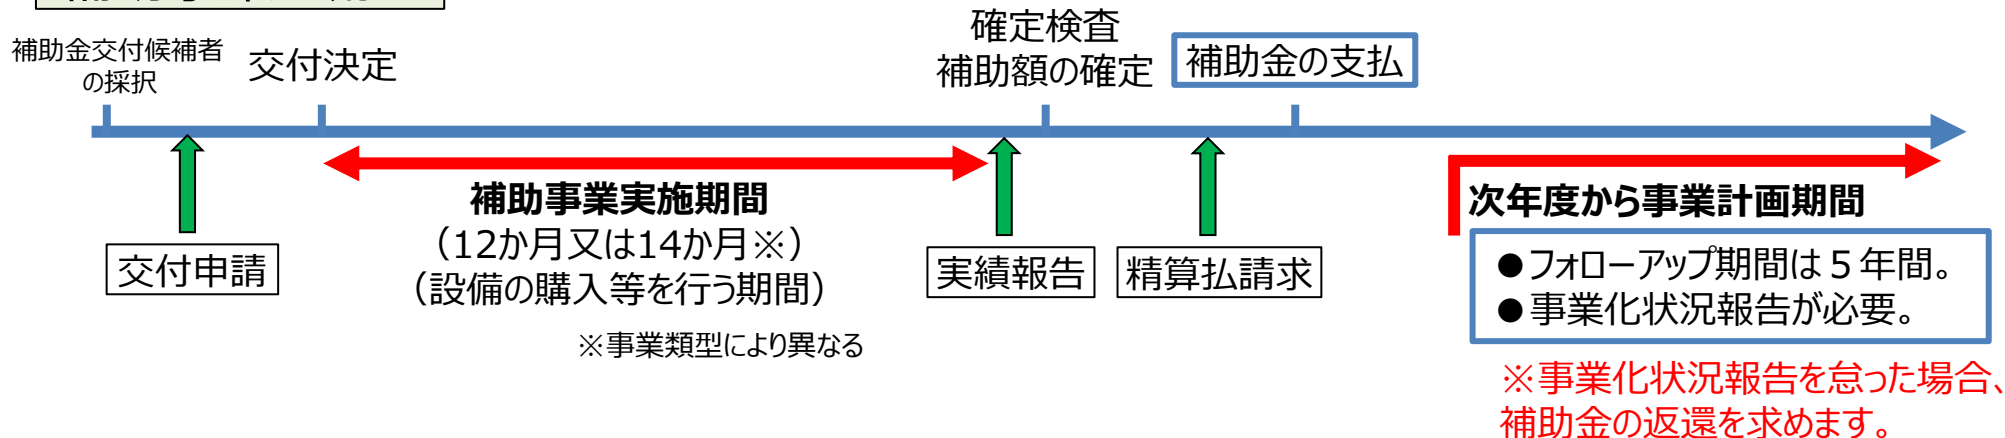 補助金交付候補者
の採択
交付決定
確定検査
補助額の確定
補助金の支払
交付申請
補助事業実施期間
（12か月又は14か月※）
（設備の購入等を行う期間）
※事業類型により異なる
実績報告
精算払請求
次年度から事業計画期間
●フォローアップ期間は５年間。
●事業化状況報告が必要。
※事業化状況報告を怠った場合、
補助金の返還を求めます。